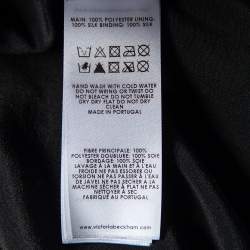 MAIN: 100% POLYESTER LINING:
100% SILK BINDING: 100% SILK
HAND WASH WITH COLD WATER
DO NOT WRING OR TWIST DO
NOT BLEACH DO NOT TUMBLE
DRY DRY FLAT DO NOT DRY
CLEAN
MADE IN PORTUGAL
FIBRE PRINCIPALE: 100%
POLYESTER DOUBLURE: 100% SOIE
BORDAGE: 100% SOIE
LAVAGE À LA MAIN ET À L'EAU
FROIDE PAS ESSORER OU
TORSION NE PAS PASSER À L'EAU
DE JAVEL NE PAS SÉCHER À LA
MACHINE SÉCHER À PLAT NE PAS
NETTOYER À SEC
FABRIQUÉ AU PORTUGAL
www.victoriabeckham.com